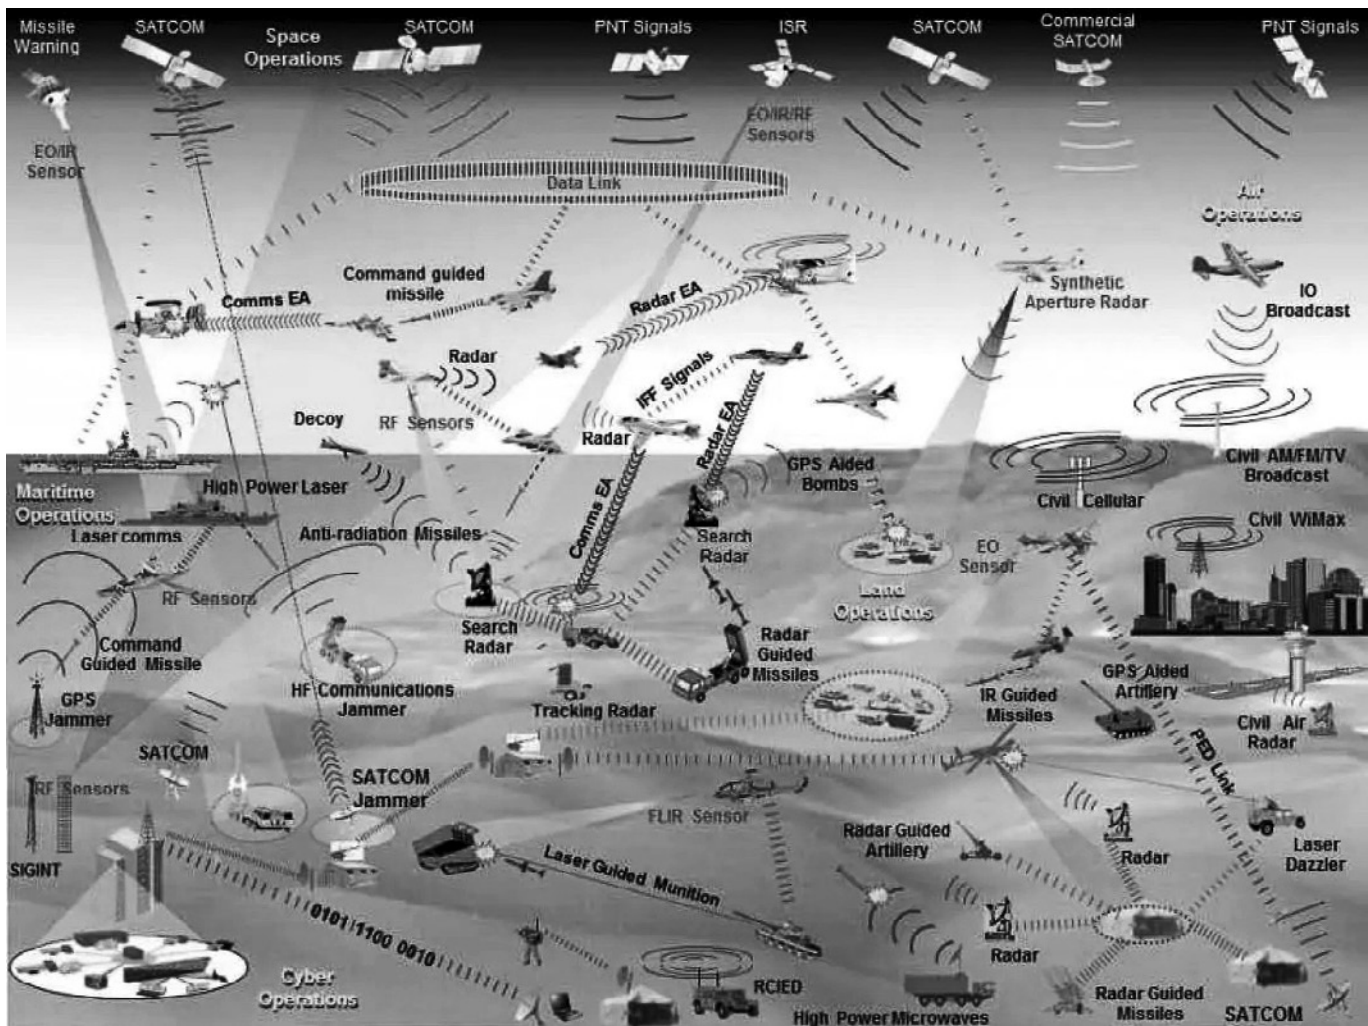 Missile
Warning
SATCOM
Space
Operations
SATCOM
PNT Signals
ISR
SATCOM
Commercial
SATCOM
PNT Signals
EO/IR
Sensor
EO/IR/RF
Sensors
Data Link
Air
Operations
Comms EA
Command guided
missile
Radar EA
Synthetic
Aperture Radar
IO
Broadcast
Radar
RF Sensors
IFF Signals
Decoy
Radar
Radar EA
GPS Aided
Bombs
Civil AM/FM/TV
Broadcast
Civil Cellular
Maritime
Operations
High Power Laser
Laser comms
Anti-radiation Missiles
Comms EA
Search
Radar
EO
Sensor
Civil WiMax
RF Sensors
Land
Operations
Command
Guided Missile
Search
Radar
Radar
Guided
Missiles
GPS
Jammer
HF Communications
Jammer
Tracking Radar
IR Guided
Missiles
GPS Aided
Artillery
Civil Air
Radar
SATCOM
PED Link
RF Sensors
SATCOM
Jammer
FLIR Sensor
Radar Guided
Artillery
Radar
Laser
Dazzler
SIGINT
Laser Guided Munition
0101/1100 0010
Radar
Cyber
Operations
RCIED
High Power Microwaves
Radar Guided
Missiles
SATCOM